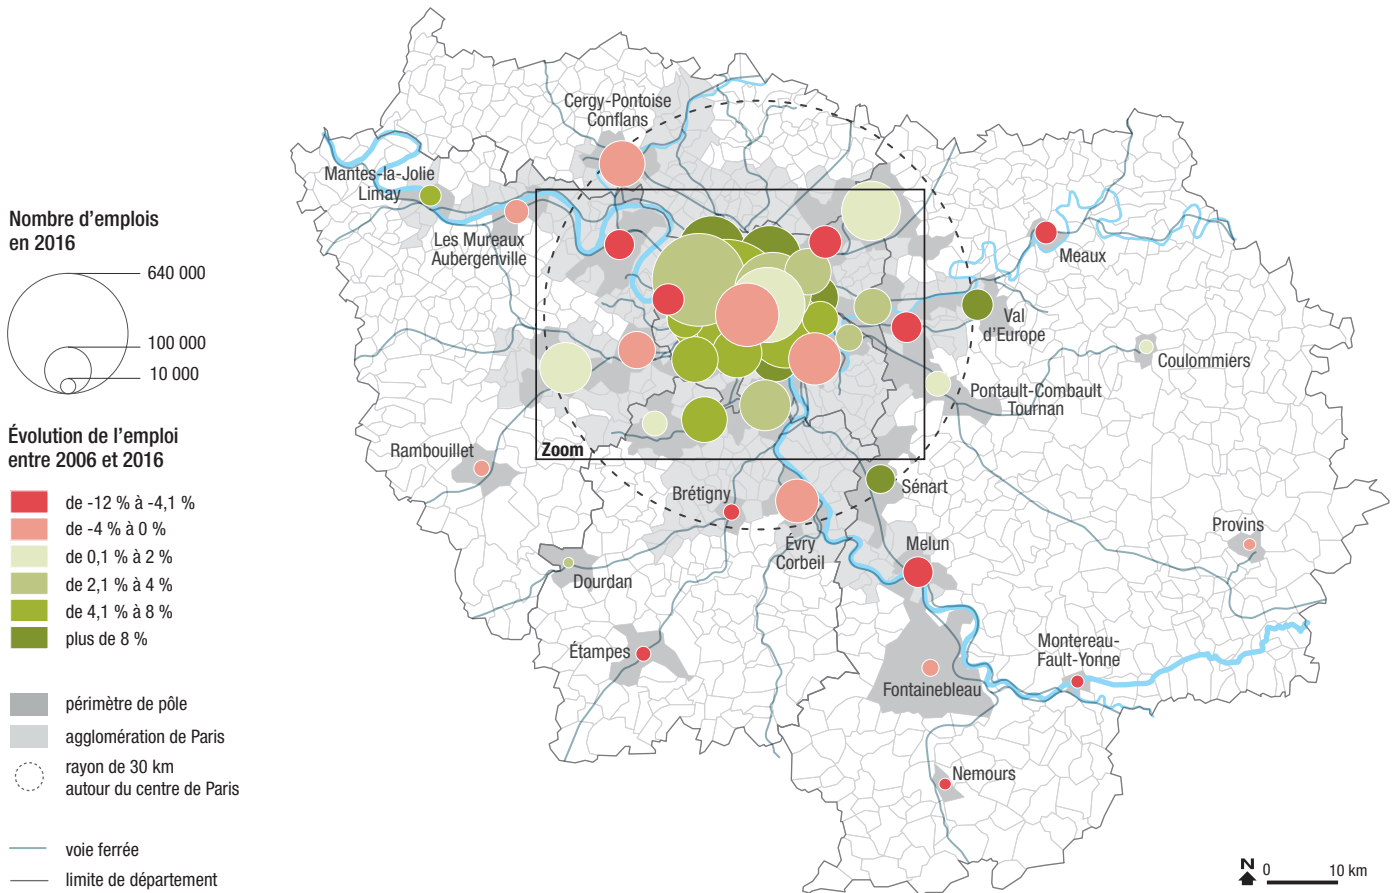 Nombre d'emplois
en 2016
640 000
100 000
10 000
Évolution de l'emploi
entre 2006 et 2016
de -12 % à -4,1 %
de -4 % à 0 %
de 0,1 % à 2 %
de 2,1 % à 4 %
de 4,1 % à 8 %
plus de 8 %
périmètre de pôle
agglomération de Paris
rayon de 30 km
autour du centre de Paris
voie ferrée
limite de département
Cergy-Pontoise
Conflans
Mantes-la-Jolie
Limay
Les Mureaux
Aubergenville
Meaux
Val
d'Europe
Coulommiers
Pontault-Combault
Tournan
Zoom
Rambouillet
Brétigny
Sénart
Évry
Corbeil
Melun
Provins
Dourdan
Étampes
Montereau-
Fault-Yonne
Fontainebleau
Nemours
N
0 10 km